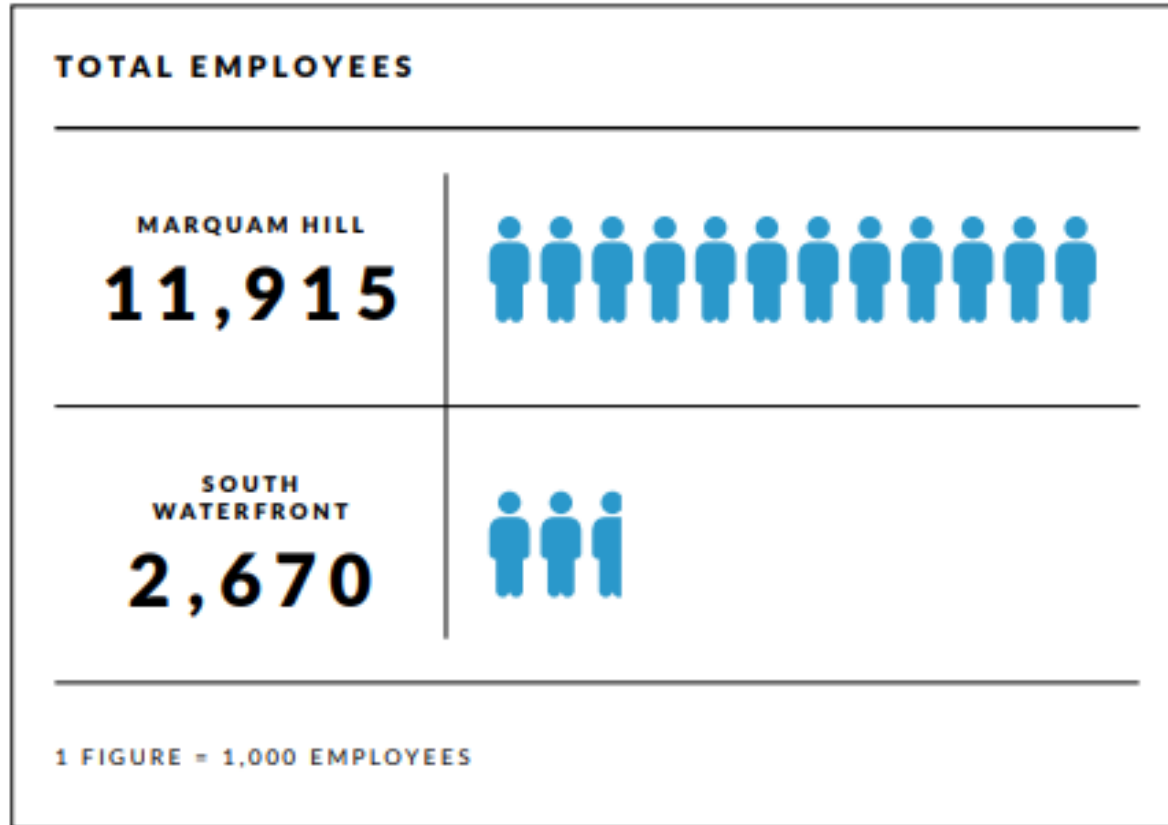 TOTAL EMPLOYEES
MARQUAM HILL
11,915
SOUTH
WATERFRONT
2,670
1 FIGURE = 1,000 EMPLOYEES